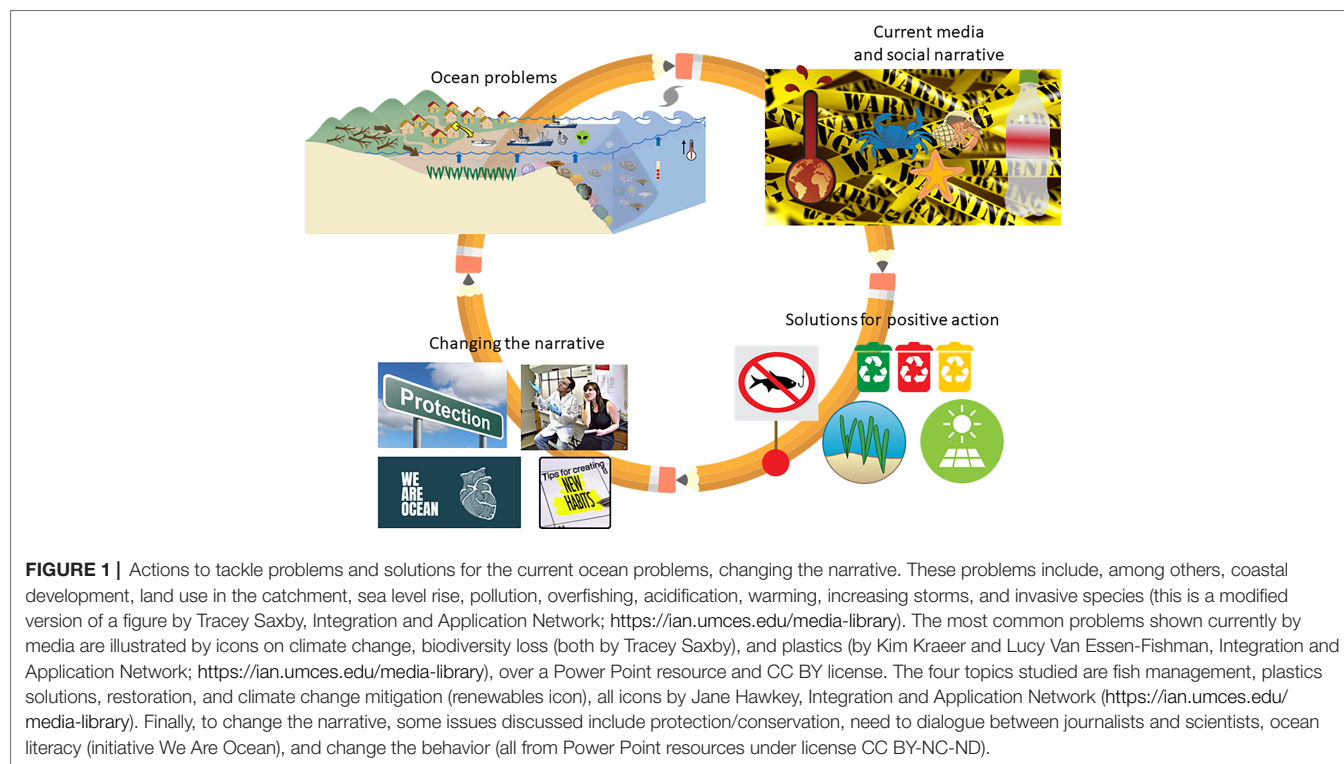 Ocean problems
Current media
and social narrative
WARNING
WARNING
WARNING
WARNING
WARNING
Solutions for positive action
Changing the narrative
Protection
WE
ARE
OCEAN
Tips for creating
NEW
HABITS
FIGURE 1 | Actions to tackle problems and solutions for the current ocean problems, changing the narrative. These problems include, among others, coastal
development, land use in the catchment, sea level rise, pollution, overfishing, acidification, warming, increasing storms, and invasive species (this is a modified
version of a figure by Tracey Saxby, Integration and Application Network; https://ian.umces.edu/media-library). The most common problems shown currently by
media are illustrated by icons on climate change, biodiversity loss (both by Tracey Saxby), and plastics (by Kim Kraeer and Lucy Van Essen-Fishman, Integration and
Application Network; https://ian.umces.edu/media-library), over a Power Point resource and CC BY license. The four topics studied are fish management, plastics
solutions, restoration, and climate change mitigation (renewables icon), all icons by Jane Hawkey, Integration and Application Network (https://ian.umces.edu/
media-library). Finally, to change the narrative, some issues discussed include protection/conservation, need to dialogue between journalists and scientists, ocean
literacy (initiative We Are Ocean), and change the behavior (all from Power Point resources under license CC BY-NC-ND).